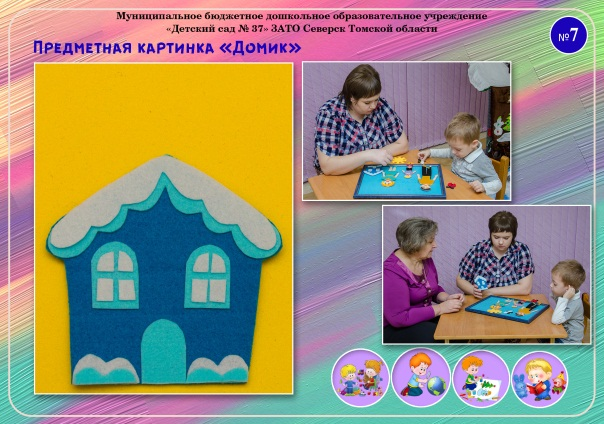 Муниципальное бюджетное дошкольное образовательное учреждение
«Детский сад № 37» ЗАТО Северск Томской области
Предметная картинка «Домик»
№7